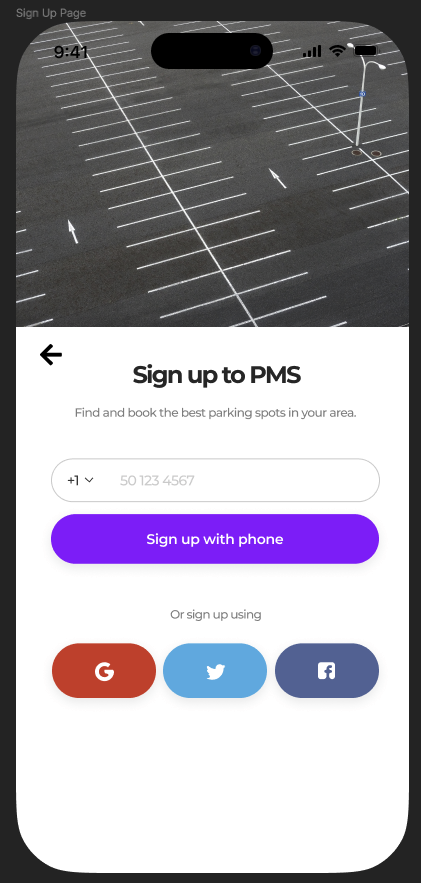 Sign Up Page
9:41
Sign up to PMS
Find and book the best parking spots in your area.
+1 50 123 4567
Sign up with phone
Or sign up using